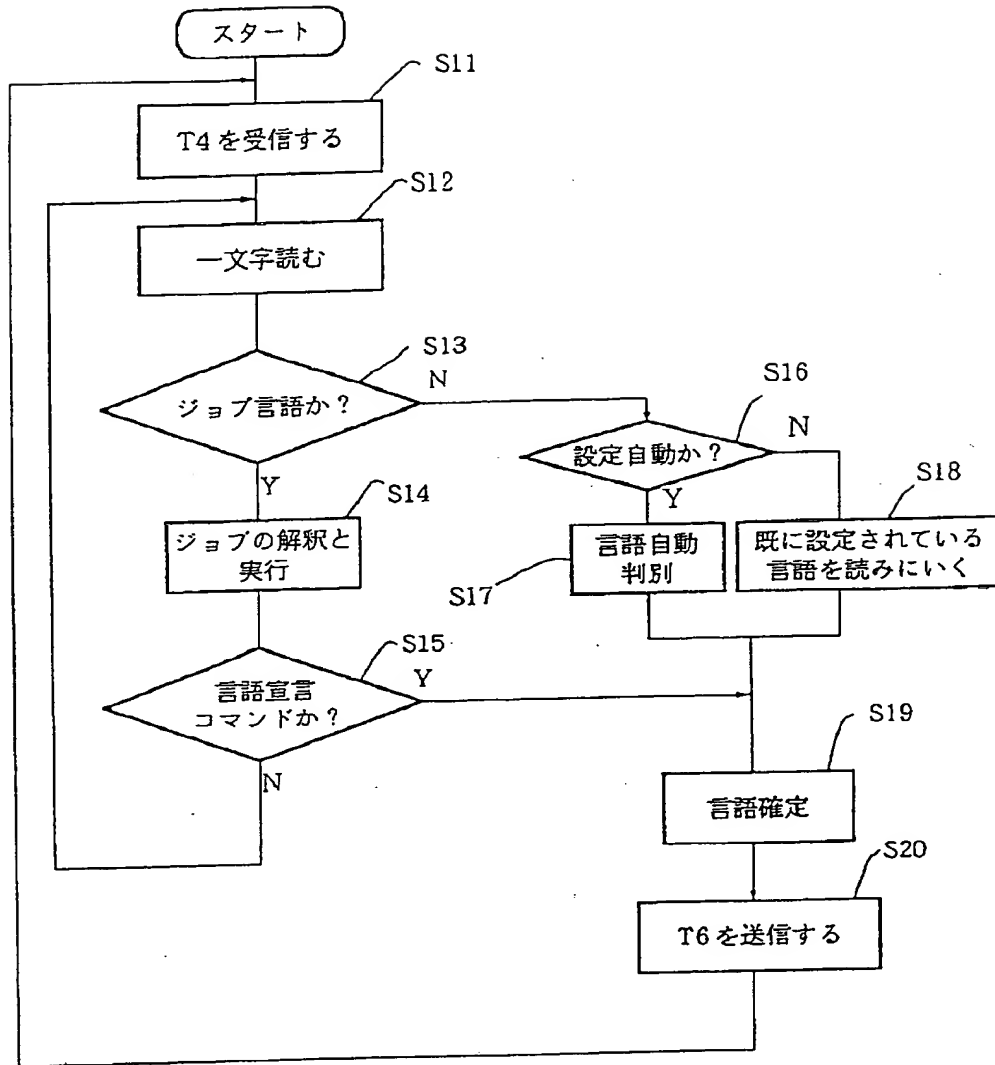 スタート
S11
T4を受信する
S12
一文字読む
S13
ジョブ言語か?
N
Y
S16
設定自動か?
N
Y
S14
ジョブの解釈と
実行
S17
言語自動
判別
S18
既に設定されている
言語を読みにいく
S15
言語宣言
コマンドか?
Y
N
S19
言語確定
S20
T6を送信する